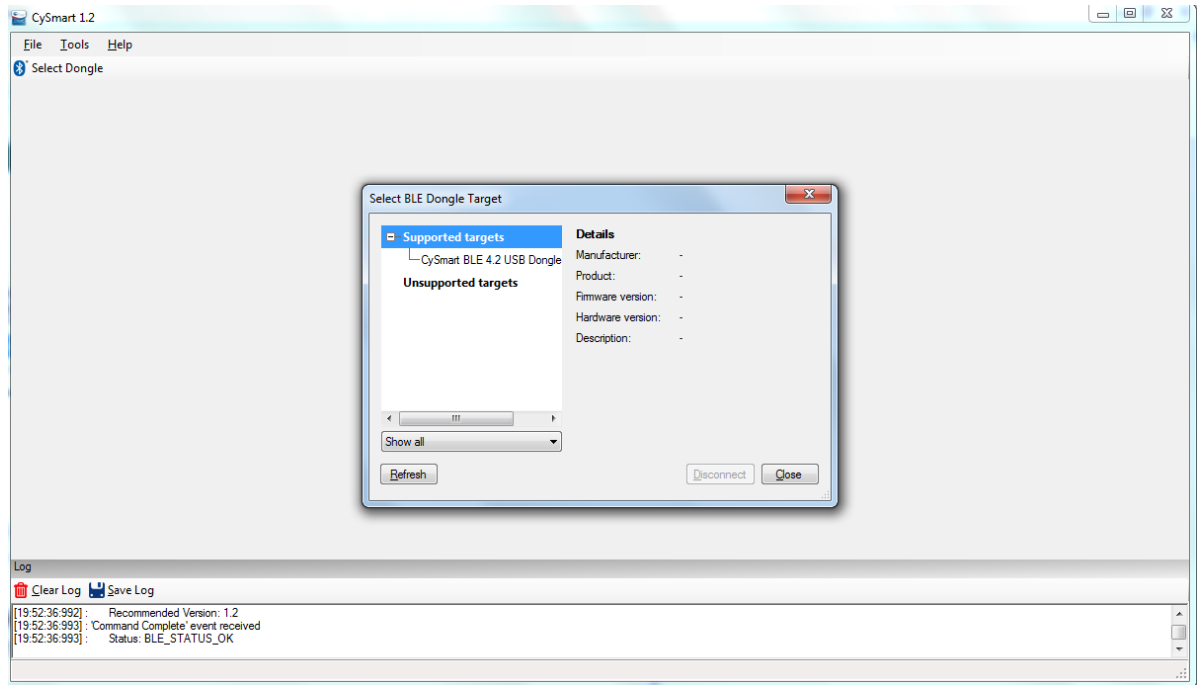 CySmart 1.2
File Tools Help
Select Dongle
Select BLE Dongle Target
Supported targets
CySmart BLE 4.2 USB Dongle
Unsupported targets
Details
Manufacturer: -
Product: -
Firmware version: -
Hardware version: -
Description: -
Show all
Refresh
Disconnect Close
Log
Clear Log Save Log
[19:52:36:992] : Recommended Version: 1.2
[19:52:36:993] : 'Command Complete' event received
[19:52:36:993] : Status: BLE_STATUS_OK